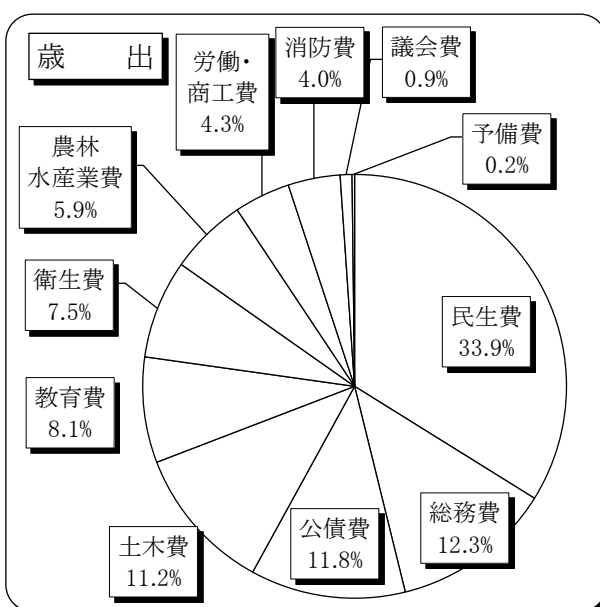 歳　　出
労働・
商工費
4.3%
消防費
4.0%
議会費
0.9%
予備費
0.2%
農林
水産業費
5.9%
衛生費
7.5%
教育費
8.1%
土木費
11.2%
公債費
11.8%
総務費
12.3%
民生費
33.9%